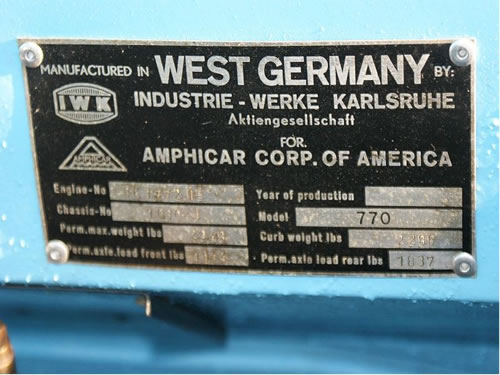 MANUFACTURED IN WEST GERMANY BY:
IWK INDUSTRIE - WERKE KARLSRUHE
Aktiengesellschaft
FOR.
AMPHICAR AMPHICAR CORP. OF AMERICA
Engine-No Year of production
Chassis-No Model 770
Perm.max.weight lbs Curb weight lbs
Perm.axle.load front lbs Perm.axle load rear lbs 1837